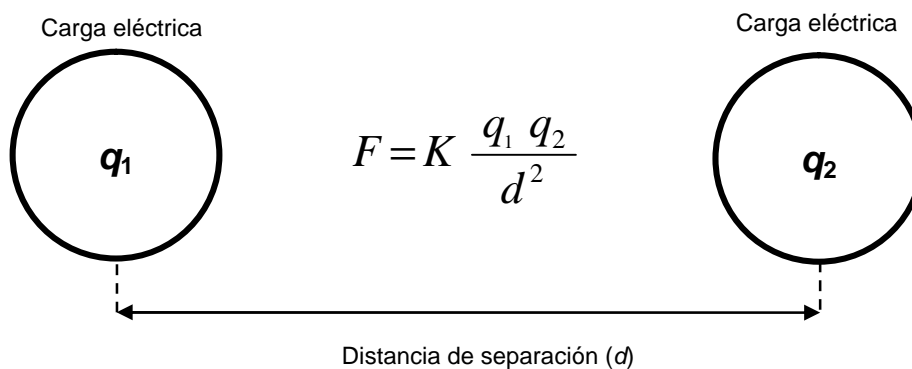 Carga eléctrica
Carga eléctrica
q₁
F = K q₁ q₂ / d²
q₂
Distancia de separación (d)